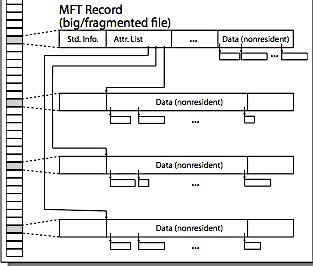 MFT Record
(big/fragmented file)
Std. Info. Attr. List ... Data (nonresident)
...
Data (nonresident)
...
Data (nonresident)
...
Data (nonresident)
...